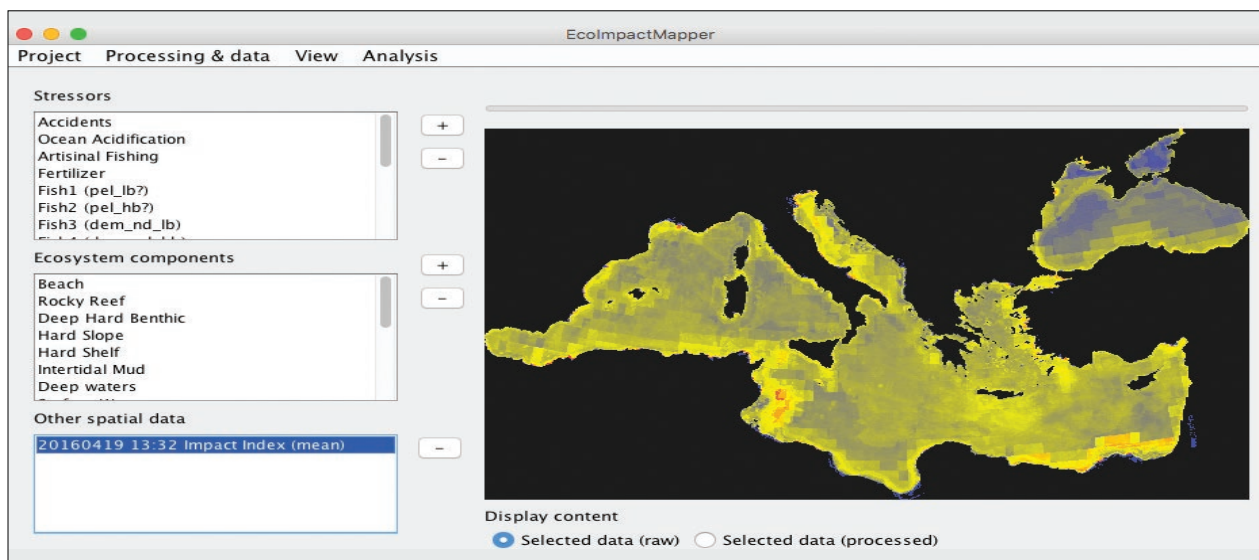 EcoImpactMapper
Project Processing & data View Analysis
Stressors
Accidents
Ocean Acidification
Artisinal Fishing
Fertilizer
Fish1 (pel_lb?)
Fish2 (pel_hb?)
Fish3 (dem_nd_lb)
+
-
Ecosystem components
Beach
Rocky Reef
Deep Hard Benthic
Hard Slope
Hard Shelf
Intertidal Mud
Deep waters
+
-
Other spatial data
20160419 13:32 Impact Index (mean)
-
Display content
Selected data (raw) Selected data (processed)